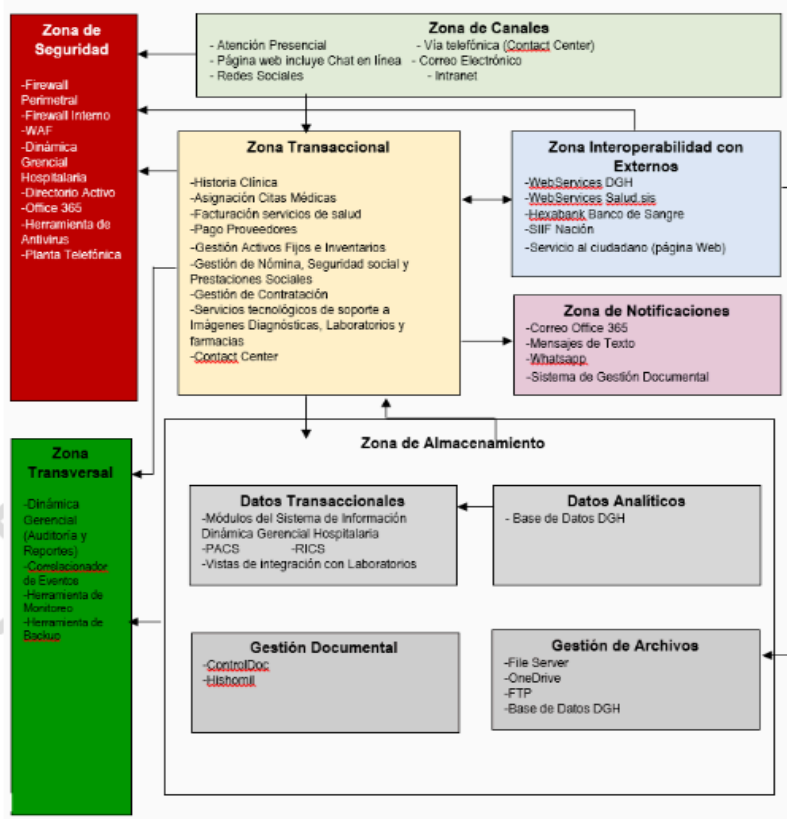 Zona de
Seguridad
-Firewall
Perimetral
-Firewall Interno
-WAF
-Dinámica
Grencial
Hospitalaria
-Directorio Activo
-Office 365
-Herramienta de
Antivirus
-Planta Telefónica
Zona de Canales
- Atención Presencial - Vía telefónica (Contact Center)
- Página web incluye Chat en línea - Correo Electrónico
- Redes Sociales - Intranet
Zona Transaccional
-Historia Clínica
-Asignación Citas Médicas
-Facturación servicios de salud
-Pago Proveedores
-Gestión Activos Fijos e Inventarios
-Gestión de Nómina, Seguridad social y
Prestaciones Sociales
-Gestión de Contratación
-Servicios tecnológicos de soporte a
Imágenes Diagnósticas, Laboratorios y
farmacias
-Contact Center
Zona Interoperabilidad con
Externos
-WebServices DGH
-WebServices Salud.sis
-Hexabank Banco de Sangre
-SIIF Nación
-Servicio al ciudadano (página Web)
Zona de Notificaciones
-Correo Office 365
-Mensajes de Texto
-Whatsapp
-Sistema de Gestión Documental
Zona
Transversal
-Dinámica
Gerencial
(Auditoría y
Reportes)
-Correlacionador
de Eventos
-Herramienta de
Monitoreo
-Herramienta de
Backup
Zona de Almacenamiento
Datos Transaccionales
-Módulos del Sistema de Información
Dinámica Gerencial Hospitalaria
-PACS -RICS
-Vistas de integración con Laboratorios
Datos Analíticos
- Base de Datos DGH
Gestión Documental
-ControlDoc
-Hishomil
Gestión de Archivos
-File Server
-OneDrive
-FTP
-Base de Datos DGH